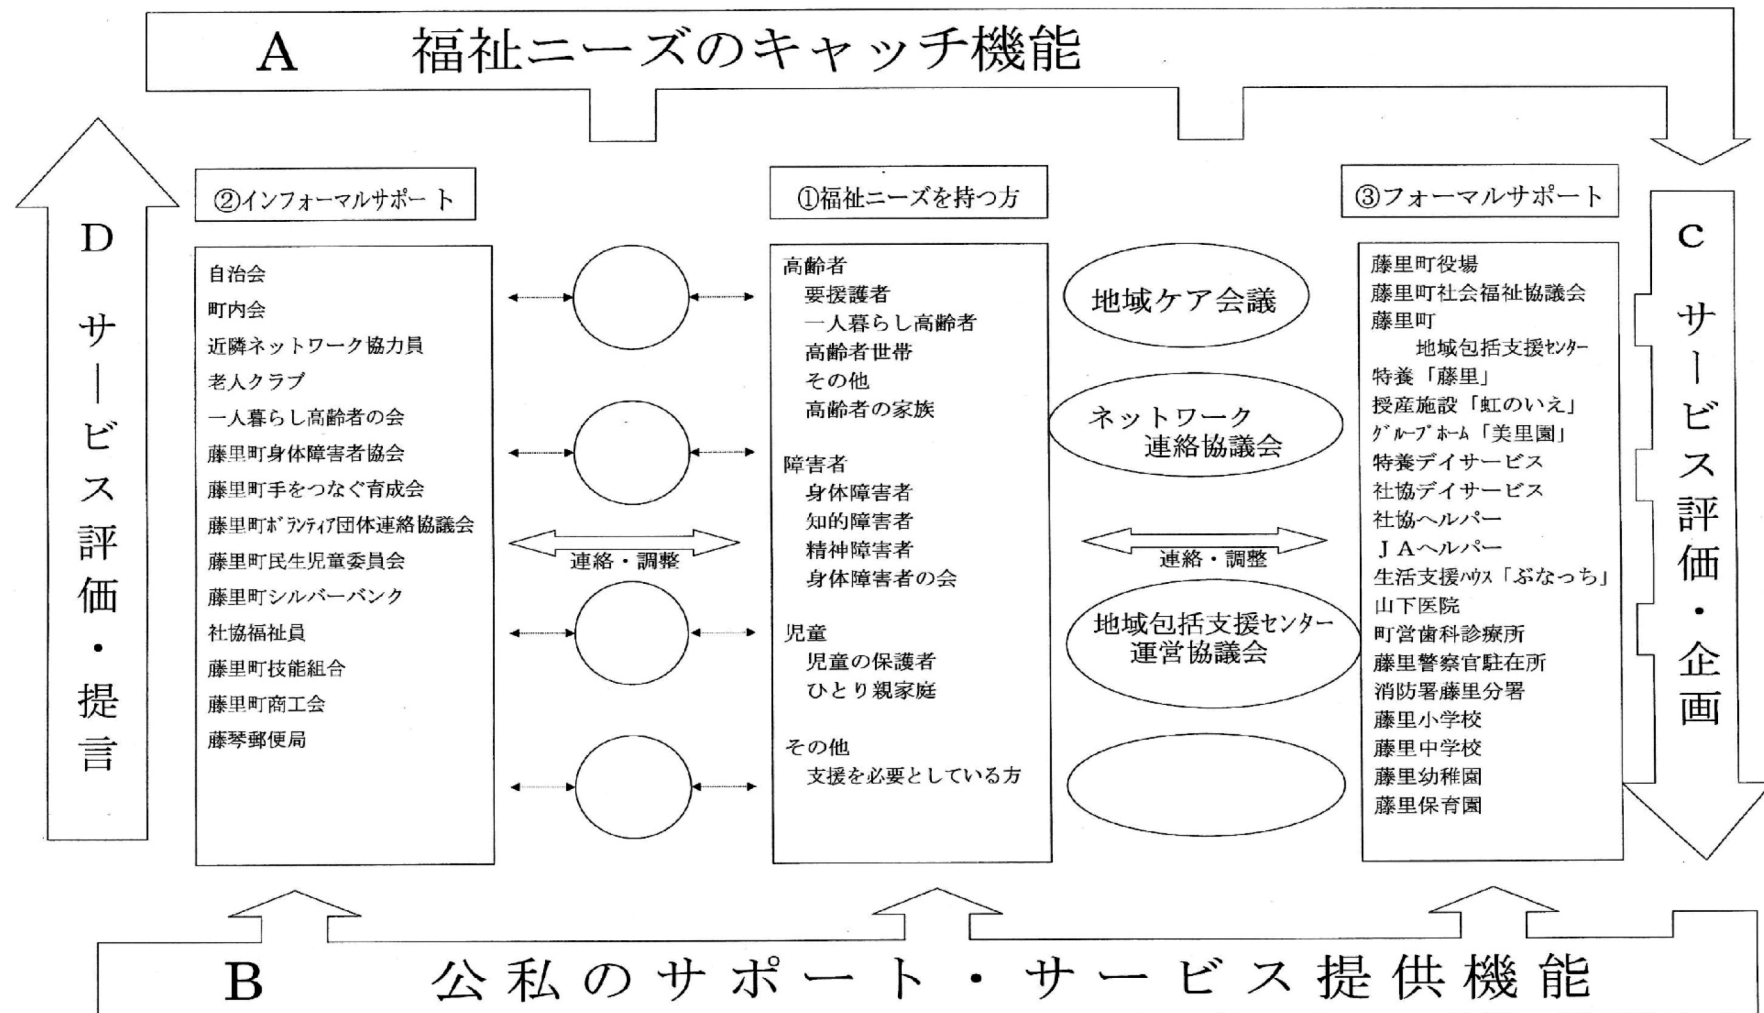 A 福祉ニーズのキャッチ機能
D サービス評価・提言
②インフォーマルサポート
自治会
町内会
近隣ネットワーク協力員
老人クラブ
一人暮らし高齢者の会
藤里町身体障害者協会
藤里町手をつなぐ育成会
藤里町ﾎﾞﾗﾝﾃｨｱ団体連絡協議会
藤里町民生児童委員会
藤里町シルバーバンク
社協福祉員
藤里町技能組合
藤里町商工会
藤琴郵便局
連絡・調整
①福祉ニーズを持つ方
高齢者
要援護者
一人暮らし高齢者
高齢者世帯
その他
高齢者の家族
障害者
身体障害者
知的障害者
精神障害者
身体障害者の会
児童
児童の保護者
ひとり親家庭
その他
支援を必要としている方
地域ケア会議
ネットワーク
連絡協議会
連絡・調整
地域包括支援ｾﾝﾀｰ
運営協議会
③フォーマルサポート
藤里町役場
藤里町社会福祉協議会
藤里町
地域包括支援ｾﾝﾀｰ
特養「藤里」
授産施設「虹のいえ」
ｸﾞﾙｰﾌﾟﾎｰﾑ「美里園」
特養デイサービス
社協デイサービス
社協ヘルパー
ＪＡヘルパー
生活支援ﾊｳｽ「ぶなっち」
山下医院
町営歯科診療所
藤里警察官駐在所
消防署藤里分署
藤里小学校
藤里中学校
藤里幼稚園
藤里保育園
C サービス評価・企画
B 公私のサポート・サービス提供機能